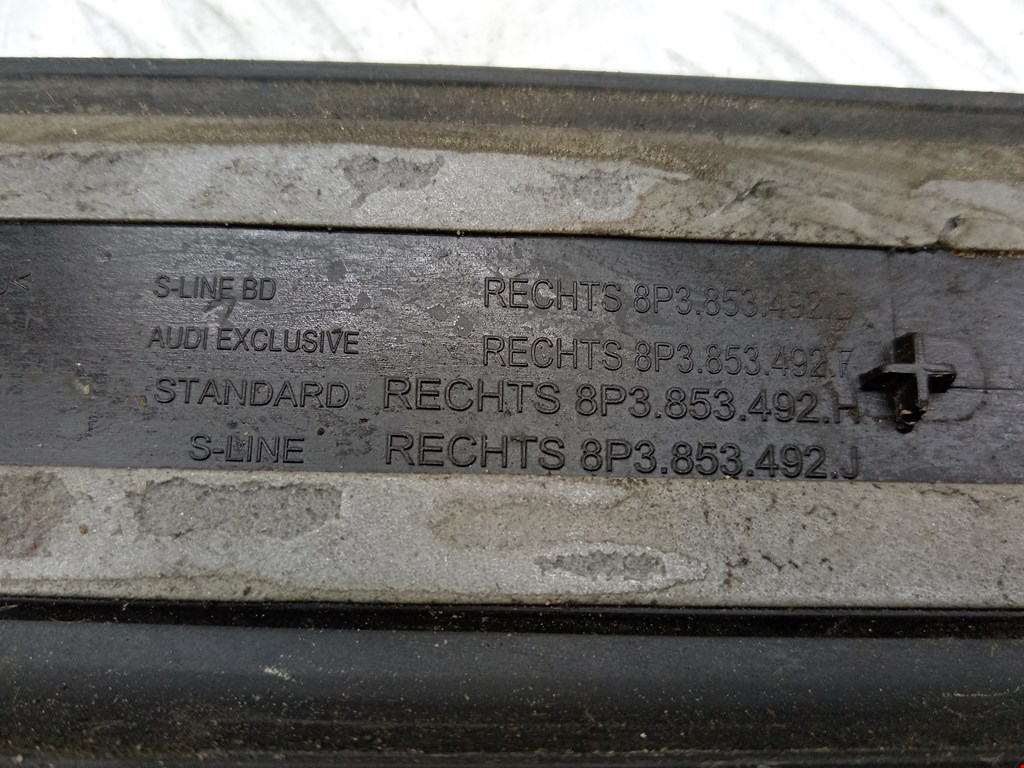 S-LINE BD RECHTS 8P3.853.492.D
AUDI EXCLUSIVE RECHTS 8P3.853.492.
STANDARD RECHTS 8P3.853.492.H
S-LINE RECHTS 8P3.853.492.J